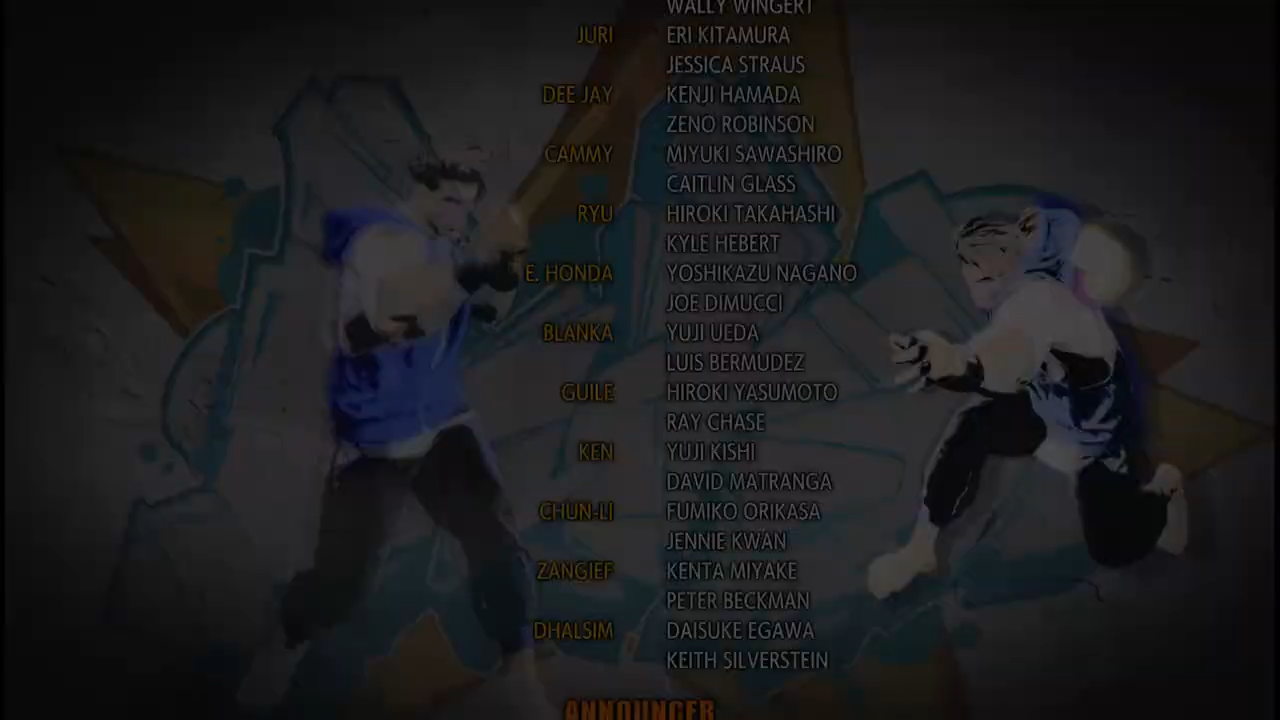 WALLY WINGERT
JURI ERI KITAMURA
JESSICA STRAUS
DEE JAY KENJI HAMADA
ZENO ROBINSON
CAMMY MIYUKI SAWASHIRO
CAITLIN GLASS
RYU HIROKI TAKAHASHI
KYLE HEBERT
E. HONDA YOSHIKAZU NAGANO
JOE DIMUCCI
BLANKA YUJI UEDA
LUIS BERMUDEZ
GUILE HIROKI YASUMOTO
RAY CHASE
KEN YUJI KISHI
DAVID MATRANGA
CHUN-LI FUMIKO ORIKASA
JENNIE KWAN
ZANGIEF KENTA MIYAKE
PETER BECKMAN
DHALSIM DAISUKE EGAWA
KEITH SILVERSTEIN
ANNOUNCER